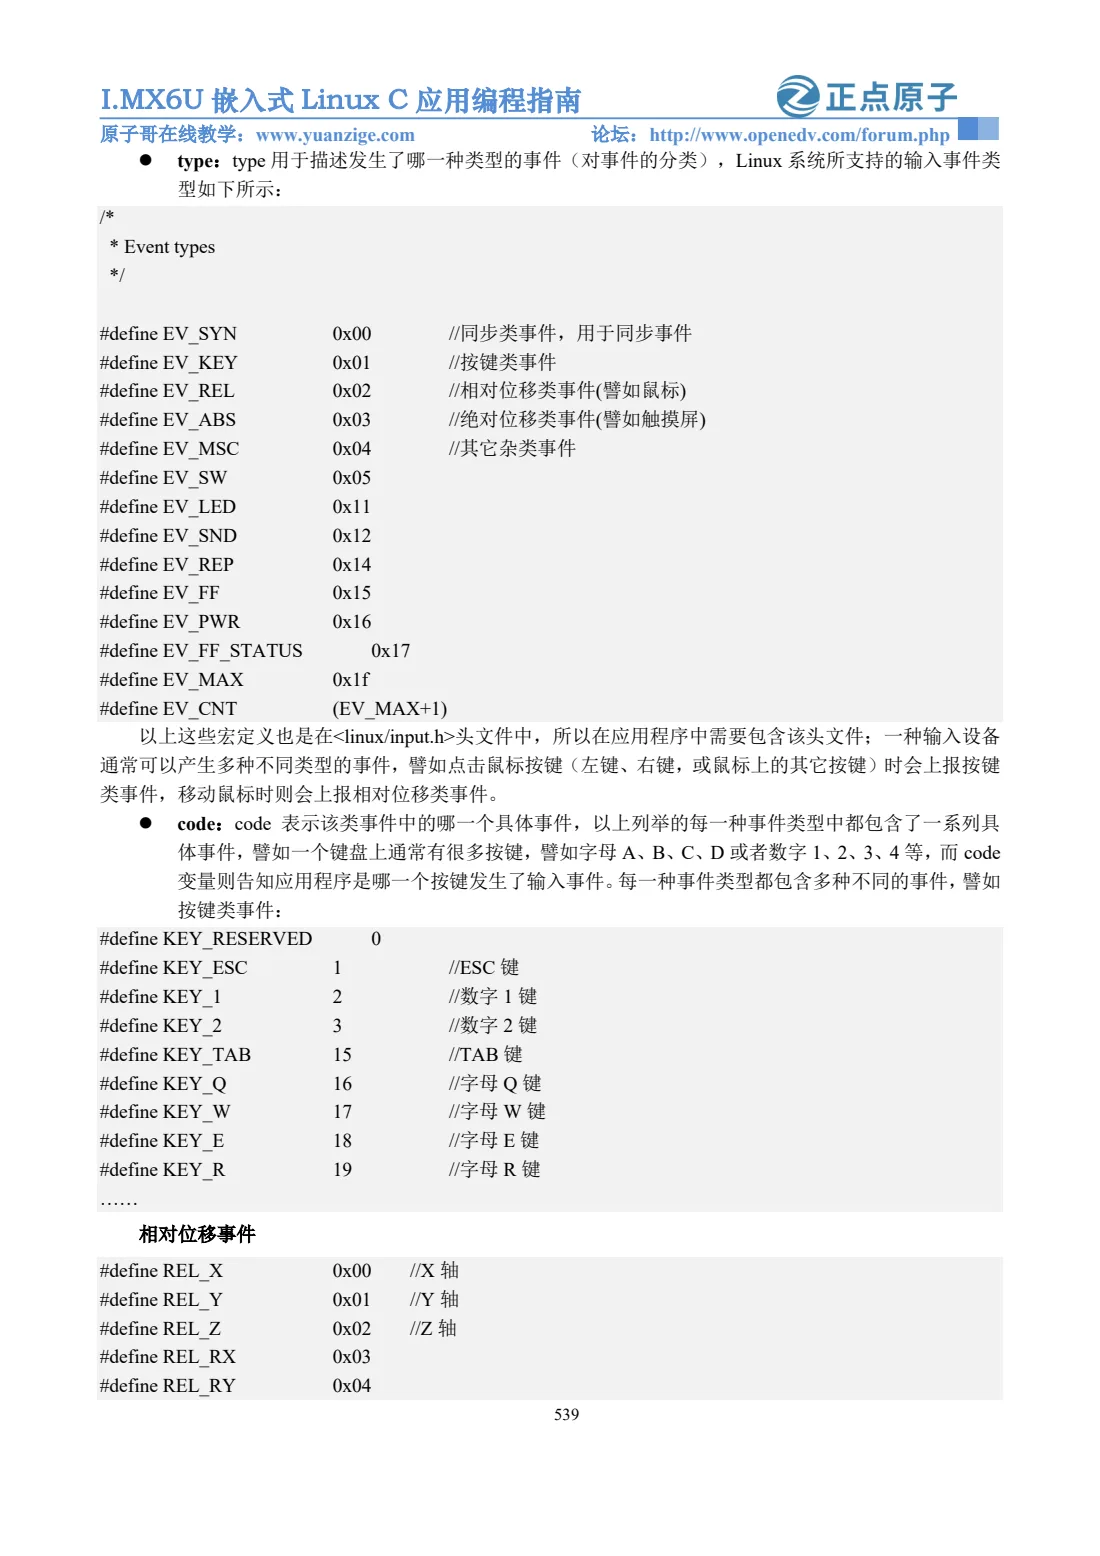 I.MX6U 嵌入式 Linux C 应用编程指南
正点原子
原子哥在线教学：www.yuanzige.com 论坛：http://www.openedv.com/forum.php
● type：type 用于描述发生了哪一种类型的事件（对事件的分类），Linux 系统所支持的输入事件类
型如下所示：
/*
 * Event types
 */
#define EV_SYN 0x00 //同步类事件，用于同步事件
#define EV_KEY 0x01 //按键类事件
#define EV_REL 0x02 //相对位移类事件(譬如鼠标)
#define EV_ABS 0x03 //绝对位移类事件(譬如触摸屏)
#define EV_MSC 0x04 //其它杂类事件
#define EV_SW 0x05
#define EV_LED 0x11
#define EV_SND 0x12
#define EV_REP 0x14
#define EV_FF 0x15
#define EV_PWR 0x16
#define EV_FF_STATUS 0x17
#define EV_MAX 0x1f
#define EV_CNT (EV_MAX+1)
以上这些宏定义也是在<linux/input.h>头文件中，所以在应用程序中需要包含该头文件；一种输入设备
通常可以产生多种不同类型的事件，譬如点击鼠标按键（左键、右键，或鼠标上的其它按键）时会上报按键
类事件，移动鼠标时则会上报相对位移类事件。
● code：code 表示该类事件中的哪一个具体事件，以上列举的每一种事件类型中都包含了一系列具
体事件，譬如一个键盘上通常有很多按键，譬如字母 A、B、C、D 或者数字 1、2、3、4 等，而 code
变量则告知应用程序是哪一个按键发生了输入事件。每一种事件类型都包含多种不同的事件，譬如
按键类事件：
#define KEY_RESERVED 0
#define KEY_ESC 1 //ESC 键
#define KEY_1 2 //数字 1 键
#define KEY_2 3 //数字 2 键
#define KEY_TAB 15 //TAB 键
#define KEY_Q 16 //字母 Q 键
#define KEY_W 17 //字母 W 键
#define KEY_E 18 //字母 E 键
#define KEY_R 19 //字母 R 键
……
相对位移事件
#define REL_X 0x00 //X 轴
#define REL_Y 0x01 //Y 轴
#define REL_Z 0x02 //Z 轴
#define REL_RX 0x03
#define REL_RY 0x04
539